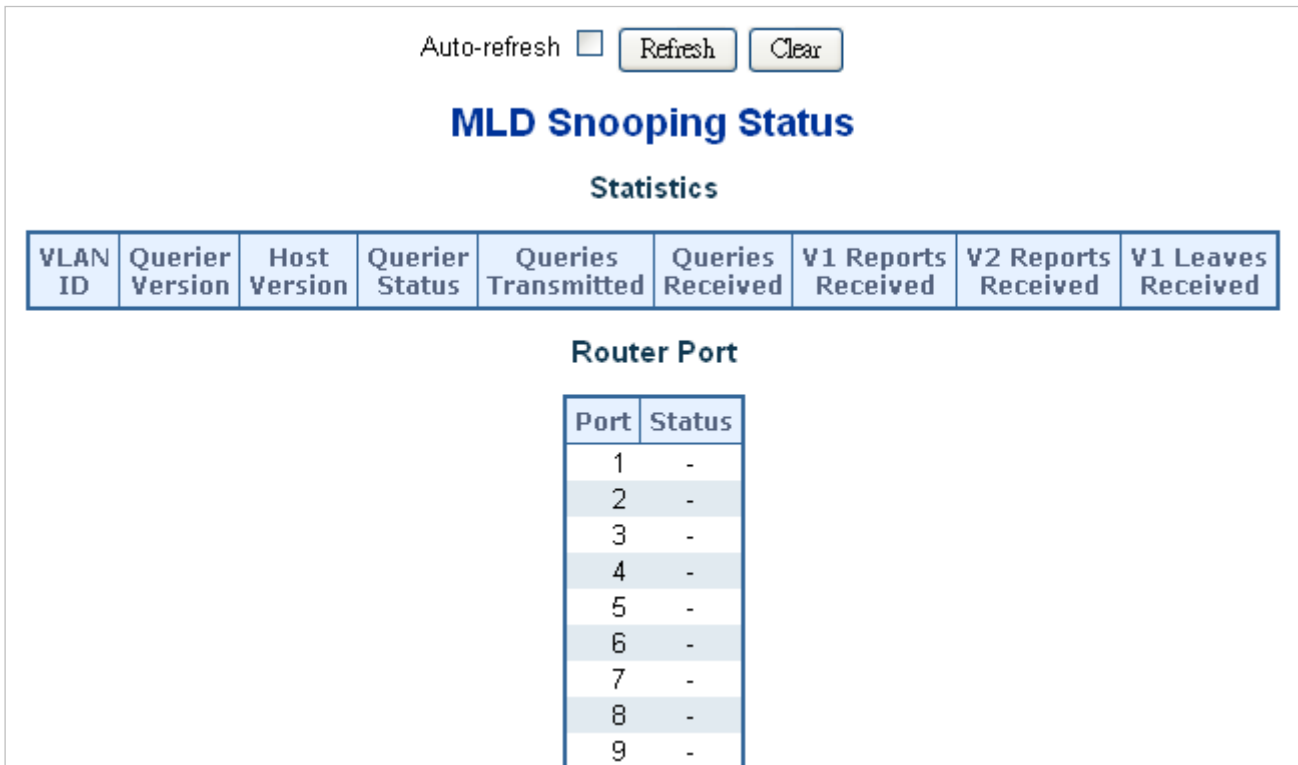 Auto-refresh Refresh Clear
MLD Snooping Status
Statistics
VLAN ID Querier Version Host Version Querier Status Queries Transmitted Queries Received V1 Reports Received V2 Reports Received V1 Leaves Received
Router Port
Port Status
1 -
2 -
3 -
4 -
5 -
6 -
7 -
8 -
9 -